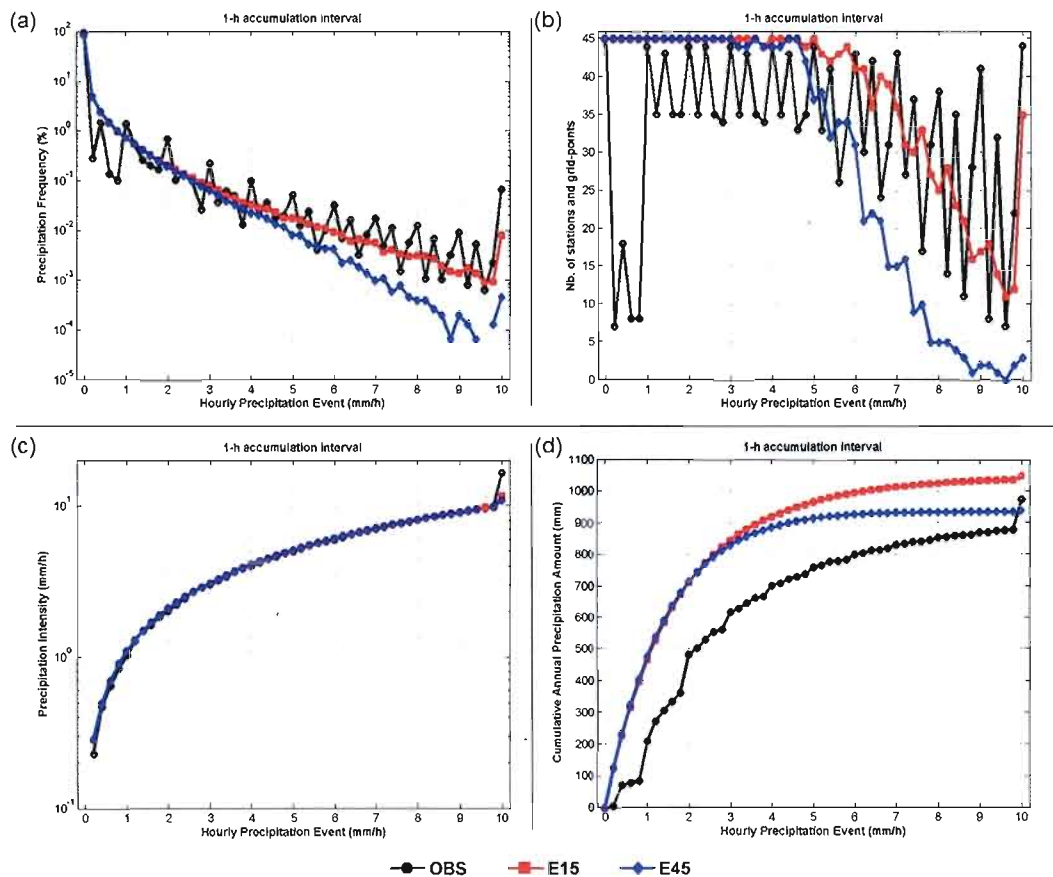 (a)
1-h accumulation interval
10^2
10^1
10^0
10^-1
10^-2
10^-3
10^-4
10^-5
Precipitation Frequency (%)
0 1 2 3 4 5 6 7 8 9 10
Hourly Precipitation Event (mm/h)
(b)
1-h accumulation interval
45
40
35
30
25
20
15
10
5
0
Nb. of stations and grid-points
0 1 2 3 4 5 6 7 8 9 10
Hourly Precipitation Event (mm/h)
(c)
1-h accumulation interval
10^1
10^0
10^-1
Precipitation Intensity (mm/h)
0 1 2 3 4 5 6 7 8 9 10
Hourly Precipitation Event (mm/h)
(d)
1-h accumulation interval
1100
1000
900
800
700
600
500
400
300
200
100
0
Cumulative Annual Precipitation Amount (mm)
0 1 2 3 4 5 6 7 8 9 10
Hourly Precipitation Event (mm/h)
OBS E15 E45